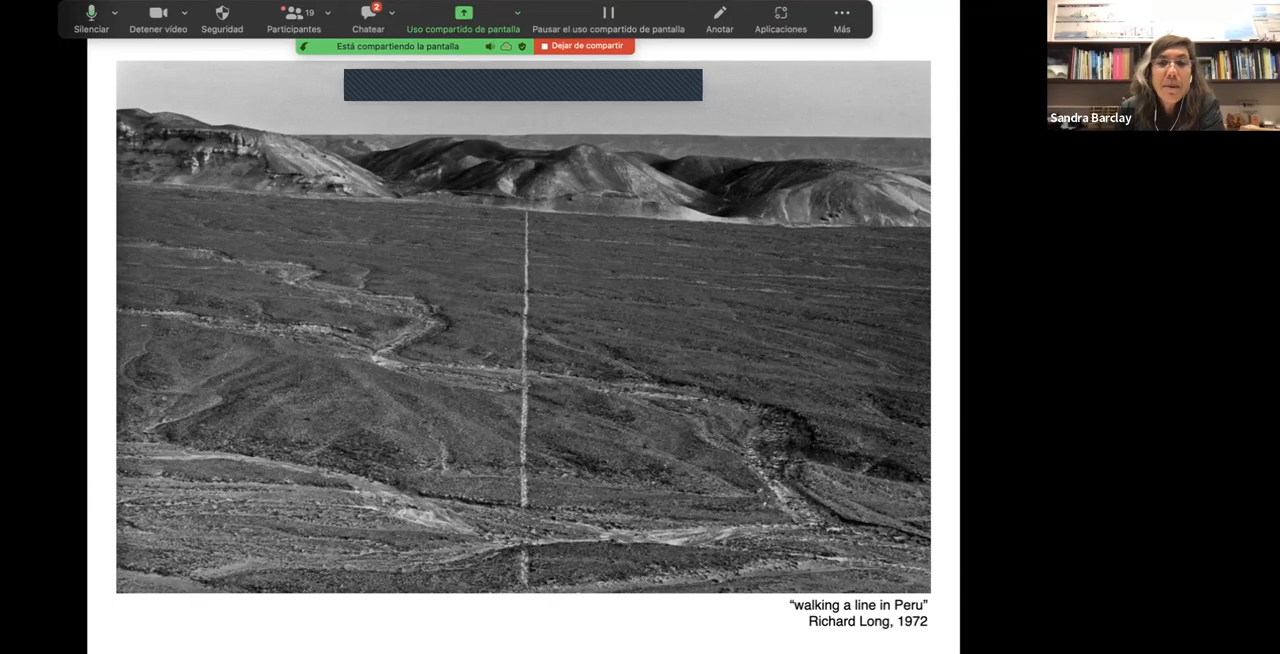 Silenciar
Detener vídeo
Seguridad
19
Participantes
2
Chatear
Uso compartido de pantalla
Pausar el uso compartido de pantalla
Anotar
Aplicaciones
Más
Está compartiendo la pantalla
Dejar de compartir
Sandra Barclay
“walking a line in Peru”
Richard Long, 1972